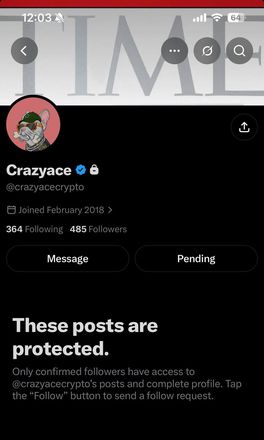 12:03
64
TIME
Crazyace
@crazyacecrypto
Joined February 2018 >
364 Following 485 Followers
Message
Pending
These posts are
protected.
Only confirmed followers have access to
@crazyacecrypto's posts and complete profile. Tap
the “Follow” button to send a follow request.